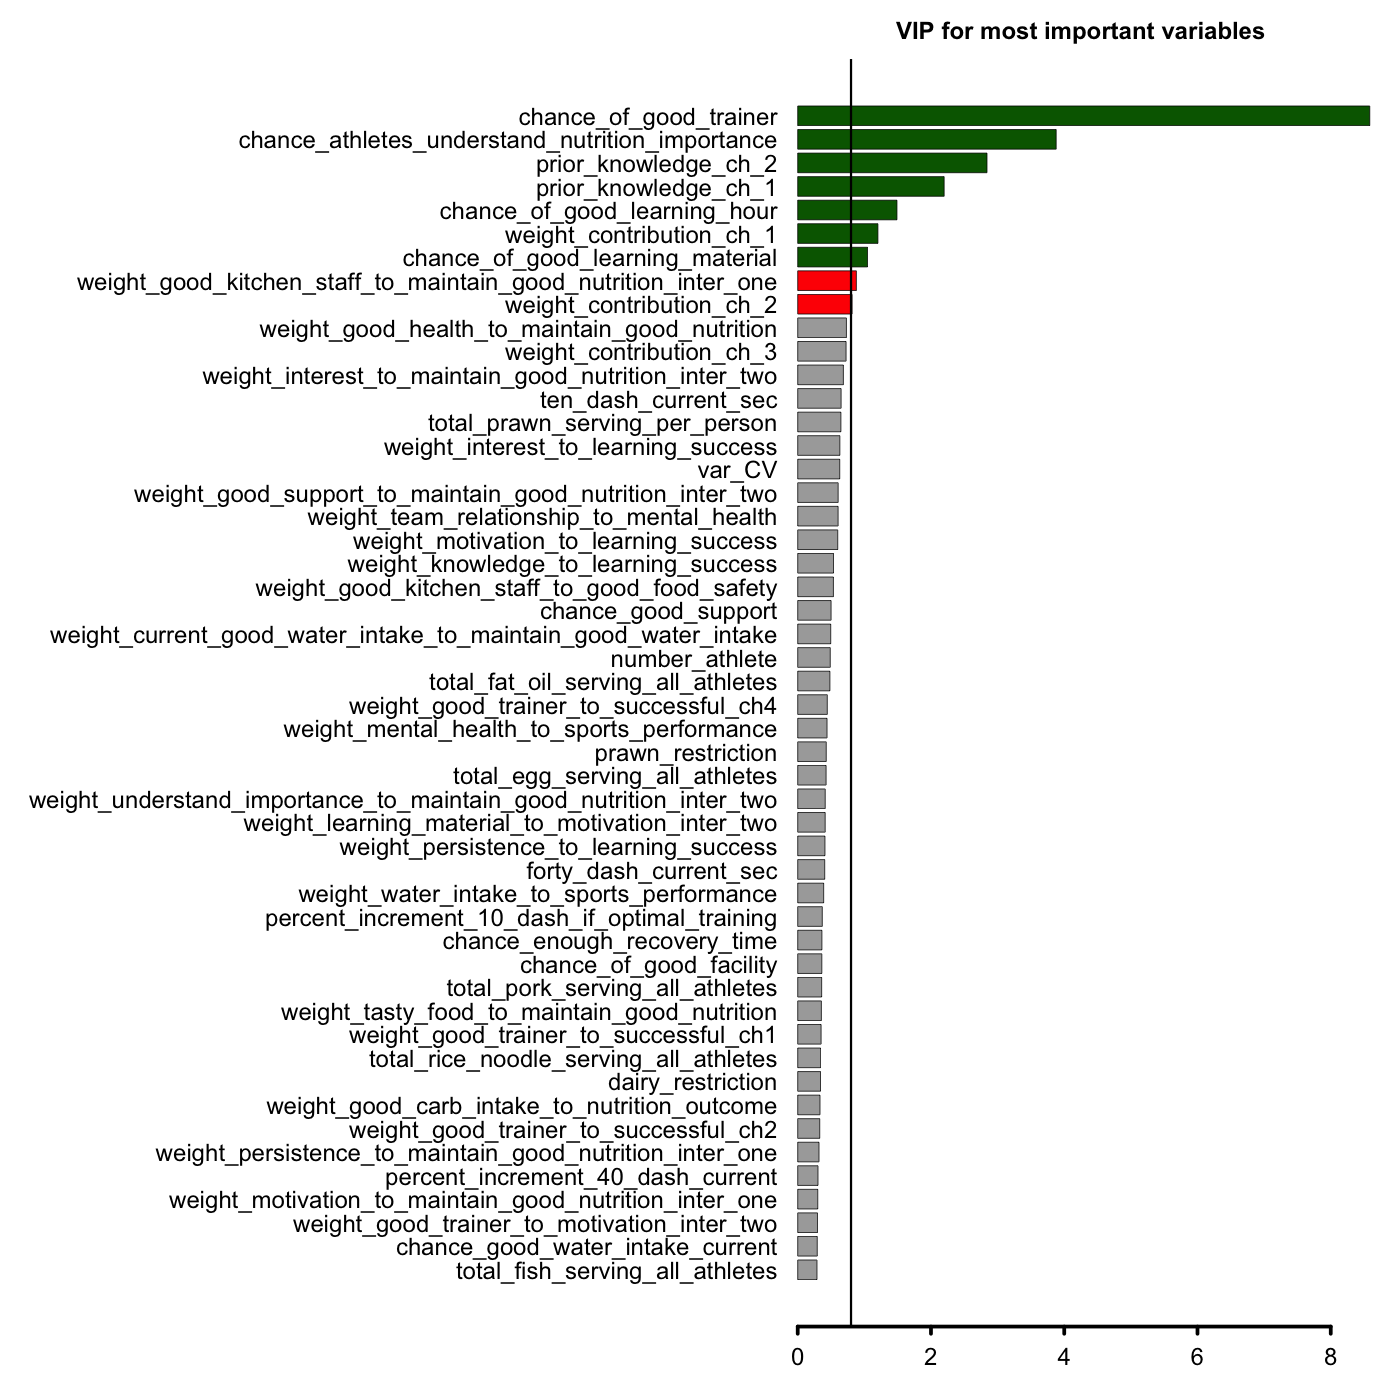 VIP for most important variables
chance_of_good_trainer
chance_athletes_understand_nutrition_importance
prior_knowledge_ch_2
prior_knowledge_ch_1
chance_of_good_learning_hour
weight_contribution_ch_1
chance_of_good_learning_material
weight_good_kitchen_staff_to_maintain_good_nutrition_inter_one
weight_contribution_ch_2
weight_good_health_to_maintain_good_nutrition
weight_contribution_ch_3
weight_interest_to_maintain_good_nutrition_inter_two
ten_dash_current_sec
total_prawn_serving_per_person
weight_interest_to_learning_success
var_CV
weight_good_support_to_maintain_good_nutrition_inter_two
weight_team_relationship_to_mental_health
weight_motivation_to_learning_success
weight_knowledge_to_learning_success
weight_good_kitchen_staff_to_good_food_safety
chance_good_support
weight_current_good_water_intake_to_maintain_good_water_intake
number_athlete
total_fat_oil_serving_all_athletes
weight_good_trainer_to_successful_ch4
weight_mental_health_to_sports_performance
prawn_restriction
total_egg_serving_all_athletes
weight_understand_importance_to_maintain_good_nutrition_inter_two
weight_learning_material_to_motivation_inter_two
weight_persistence_to_learning_success
forty_dash_current_sec
weight_water_intake_to_sports_performance
percent_increment_10_dash_if_optimal_training
chance_enough_recovery_time
chance_of_good_facility
total_pork_serving_all_athletes
weight_tasty_food_to_maintain_good_nutrition
weight_good_trainer_to_successful_ch1
total_rice_noodle_serving_all_athletes
dairy_restriction
weight_good_carb_intake_to_nutrition_outcome
weight_good_trainer_to_successful_ch2
weight_persistence_to_maintain_good_nutrition_inter_one
percent_increment_40_dash_current
weight_motivation_to_maintain_good_nutrition_inter_one
weight_good_trainer_to_motivation_inter_two
chance_good_water_intake_current
total_fish_serving_all_athletes
0 2 4 6 8